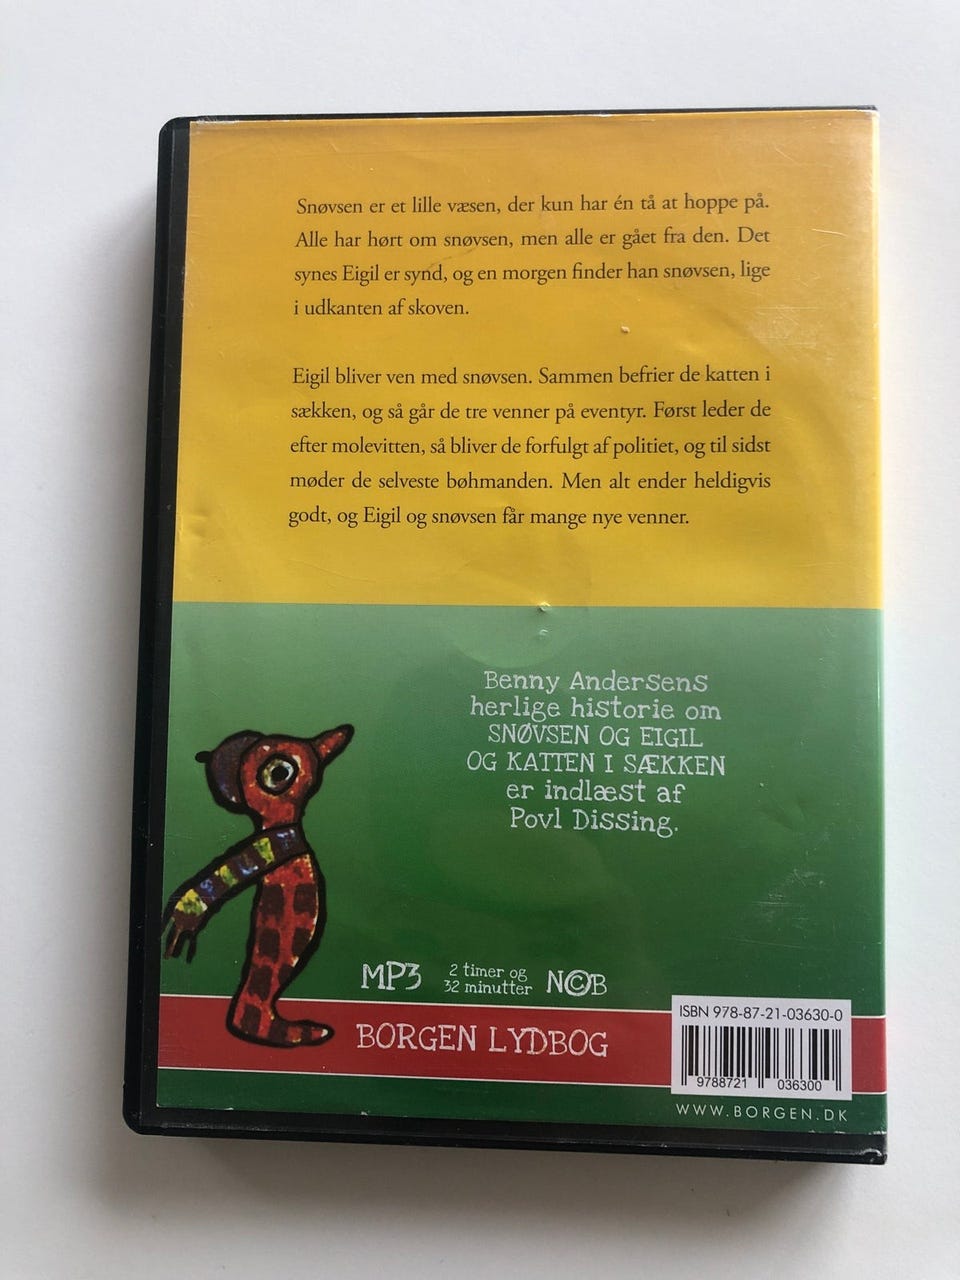 Snøvsen er et lille væsen, der kun har én tå at hoppe på.
Alle har hørt om snøvsen, men alle er gået fra den. Det
synes Eigil er synd, og en morgen finder han snøvsen, lige
i udkanten af skoven.
Eigil bliver ven med snøvsen. Sammen befrier de katten i
sækken, og så går de tre venner på eventyr. Først leder de
efter molevitten, så bliver de forfulgt af politiet, og til sidst
møder de selveste bøhmanden. Men alt ender heldigvis
godt, og Eigil og snøvsen får mange nye venner.
Benny Andersens
herlige historie om
SNØVSEN OG EIGIL
OG KATTEN I SÆKKEN
er indlæst af
Povl Dissing.
MP3
2 timer og
32 minutter
N©B
BORGEN LYDBOG
ISBN 978-87-21-03630-0
9788721 036300
WWW.BORGEN.DK